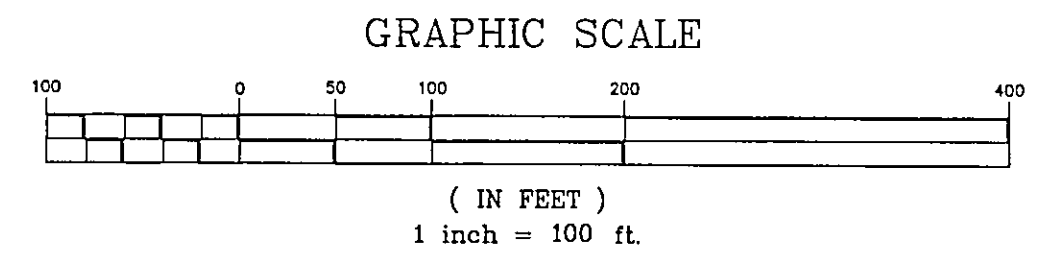 GRAPHIC SCALE
100 0 50 100 200 400
( IN FEET )
1 inch = 100 ft.